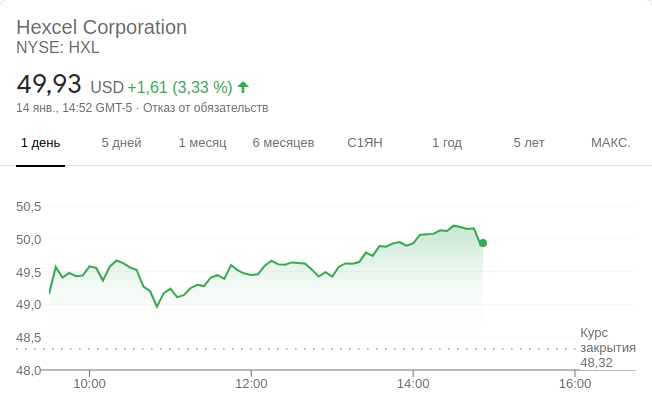 Hexcel Corporation
NYSE: HXL
49,93 USD +1,61 (3,33 %)
14 янв., 14:52 GMT-5 · Отказ от обязательств
1 день 5 дней 1 месяц 6 месяцев С1ЯН 1 год 5 лет МАКС.
50,5
50,0
49,5
49,0
48,5
Курс
закрытия
48,32
48,0
10:00 12:00 14:00 16:00